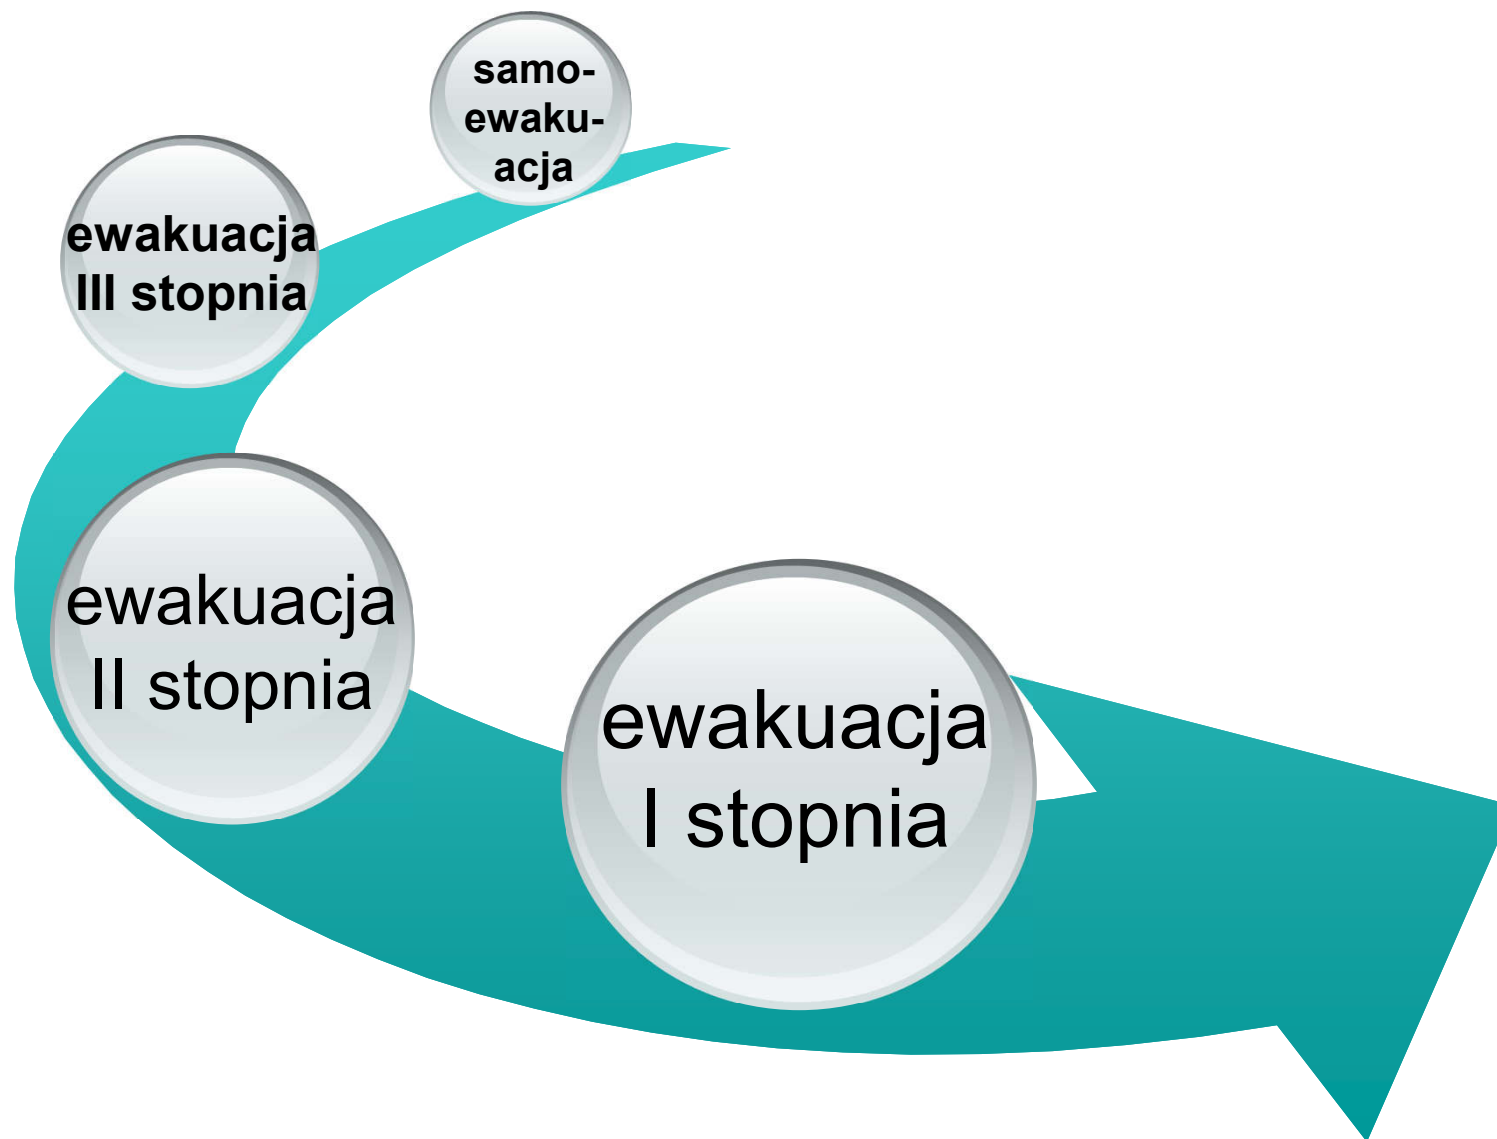 samo-
ewaku-
acja
ewakuacja
III stopnia
ewakuacja
II stopnia
ewakuacja
I stopnia